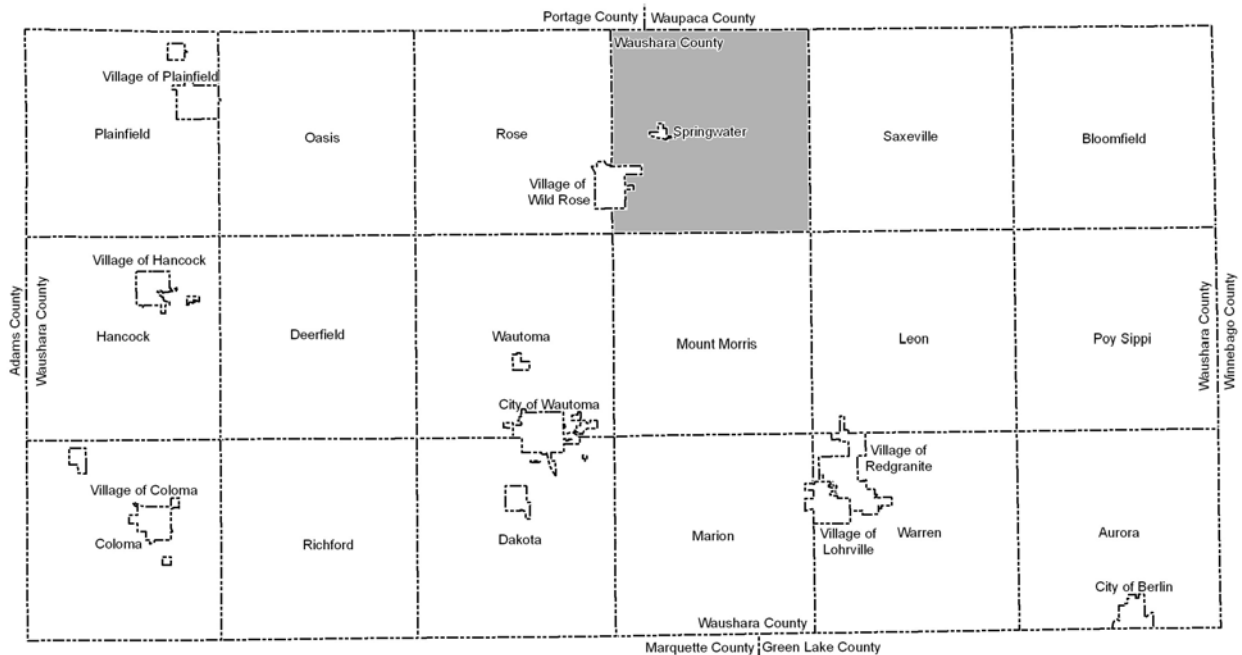 Portage County
Waupaca County
Waushara County
Village of Plainfield
Plainfield
Oasis
Rose
Springwater
Saxeville
Bloomfield
Village of
Wild Rose
Village of Hancock
Adams County
Waushara County
Hancock
Deerfield
Wautoma
Mount Morris
Leon
Poy Sippi
Waushara County
Winnebago County
City of Wautoma
Village of
Redgranite
Village of Coloma
Coloma
Richford
Dakota
Marion
Village of
Lohrville
Warren
Aurora
City of Berlin
Waushara County
Marquette County
Green Lake County